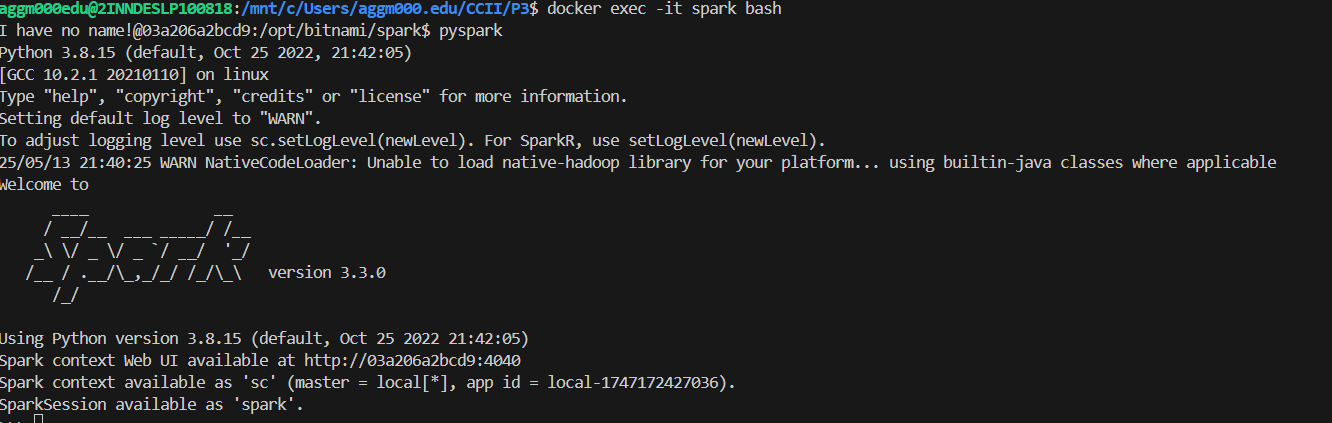 aggm000edu@2INNDESLP100818:/mnt/c/Users/aggm000.edu/CCII/P3$ docker exec -it spark bash
I have no name!@03a206a2bcd9:/opt/bitnami/spark$ pyspark
Python 3.8.15 (default, Oct 25 2022, 21:42:05)
[GCC 10.2.1 20210110] on linux
Type "help", "copyright", "credits" or "license" for more information.
Setting default log level to "WARN".
To adjust logging level use sc.setLogLevel(newLevel). For SparkR, use setLogLevel(newLevel).
25/05/13 21:40:25 WARN NativeCodeLoader: Unable to load native-hadoop library for your platform... using builtin-java classes where applicable
Welcome to
      ____              __
     / __/__  ___ _____/ /__
    _\ \/ _ \/ _ `/ __/  '_/
   /__ / .__/\_,_/_/ /_/\_\   version 3.3.0
      /_/
Using Python version 3.8.15 (default, Oct 25 2022 21:42:05)
Spark context Web UI available at http://03a206a2bcd9:4040
Spark context available as 'sc' (master = local[*], app id = local-1747172427036).
SparkSession available as 'spark'.